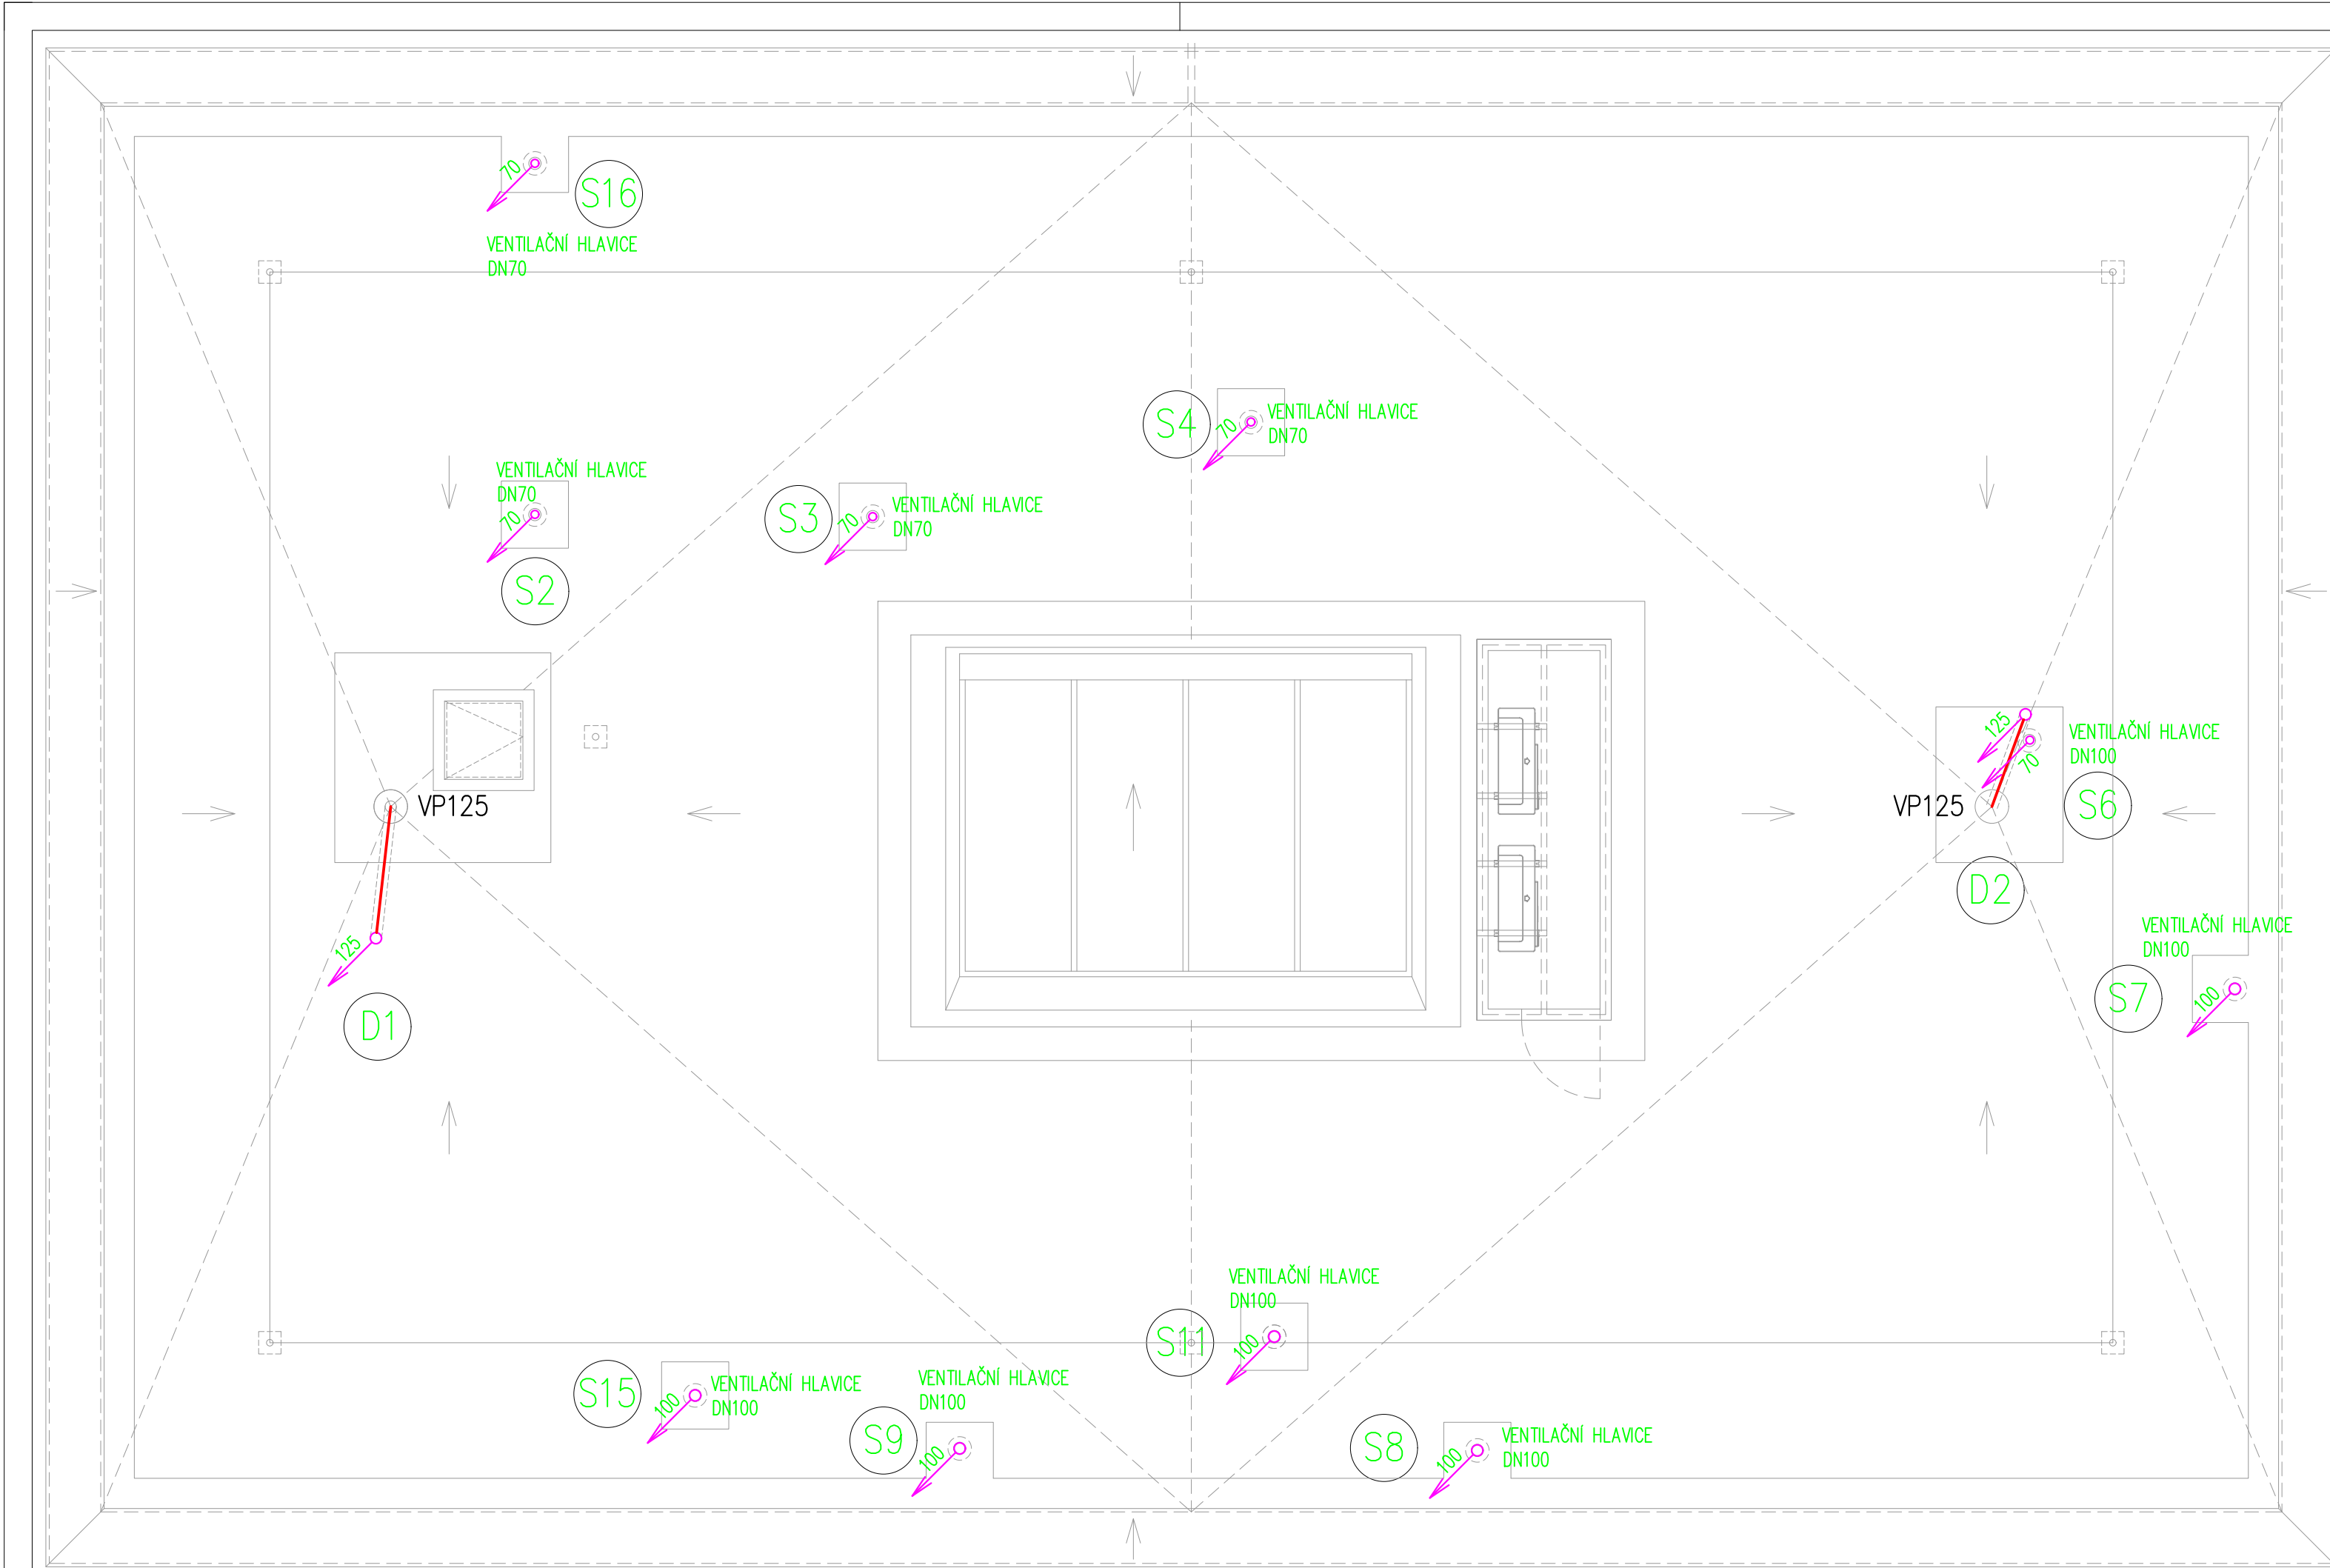 70
S16
VENTILAČNÍ HLAVICE
DN70
S4
70
VENTILAČNÍ HLAVICE
DN70
VENTILAČNÍ HLAVICE
DN70
70
S2
S3
70
VENTILAČNÍ HLAVICE
DN70
VP125
125
D1
125
70
VENTILAČNÍ HLAVICE
DN100
VP125
S6
D2
VENTILAČNÍ HLAVICE
DN100
S7
100
VENTILAČNÍ HLAVICE
DN100
S11
100
S15
100
VENTILAČNÍ HLAVICE
DN100
VENTILAČNÍ HLAVICE
DN100
S9
100
S8
100
VENTILAČNÍ HLAVICE
DN100